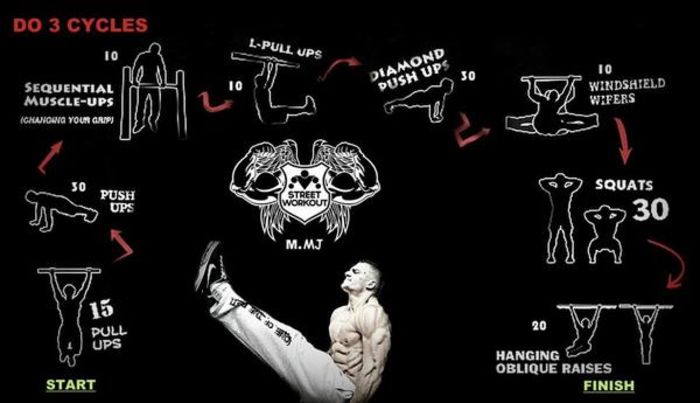 DO 3 CYCLES
10
SEQUENTIAL
MUSCLE-UPS
(CHANGING YOUR GRIP)
L-PULL UPS
10
DIAMOND
PUSH UPS
30
10
WINDSHIELD
WIPERS
30
PUSH
UPS
STREET
WORKOUT
M.MJ
SQUATS
30
15
PULL
UPS
START
20
HANGING
OBLIQUE RAISES
FINISH